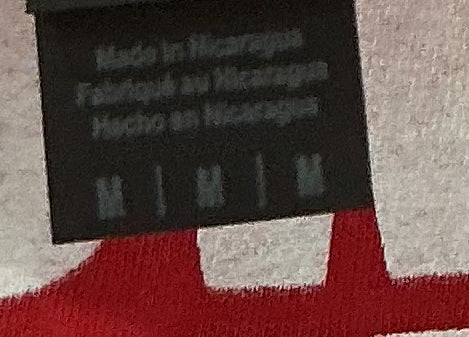 Made in Nicaragua
Fabriqué au Nicaragua
Hecho en Nicaragua
M | M | M